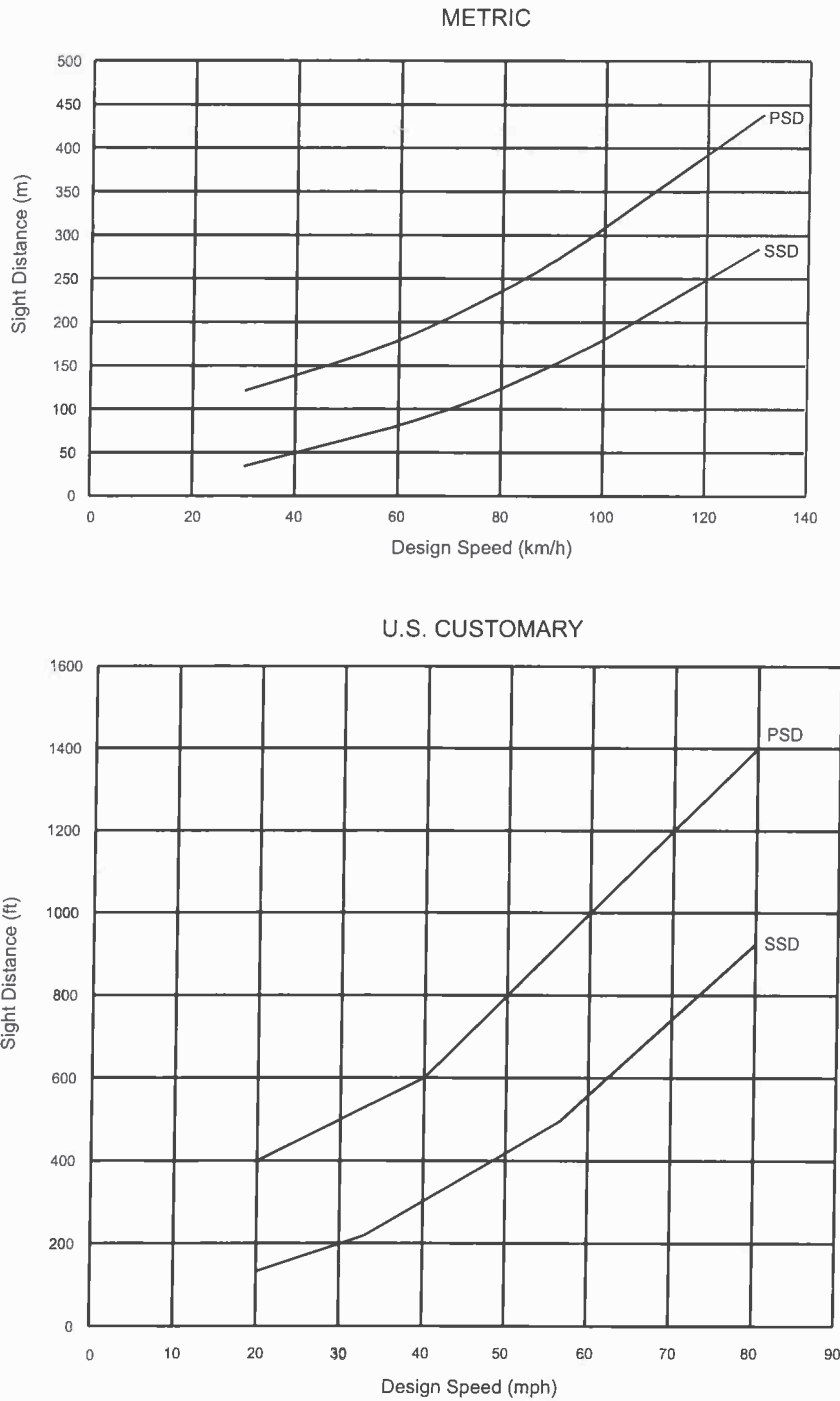 METRIC
500
450
400
350
300
250
200
150
100
50
0
Sight Distance (m)
PSD
SSD
0 20 40 60 80 100 120 140
Design Speed (km/h)
U.S. CUSTOMARY
1600
1400
1200
1000
800
600
400
200
0
Sight Distance (ft)
PSD
SSD
0 10 20 30 40 50 60 70 80 90
Design Speed (mph)